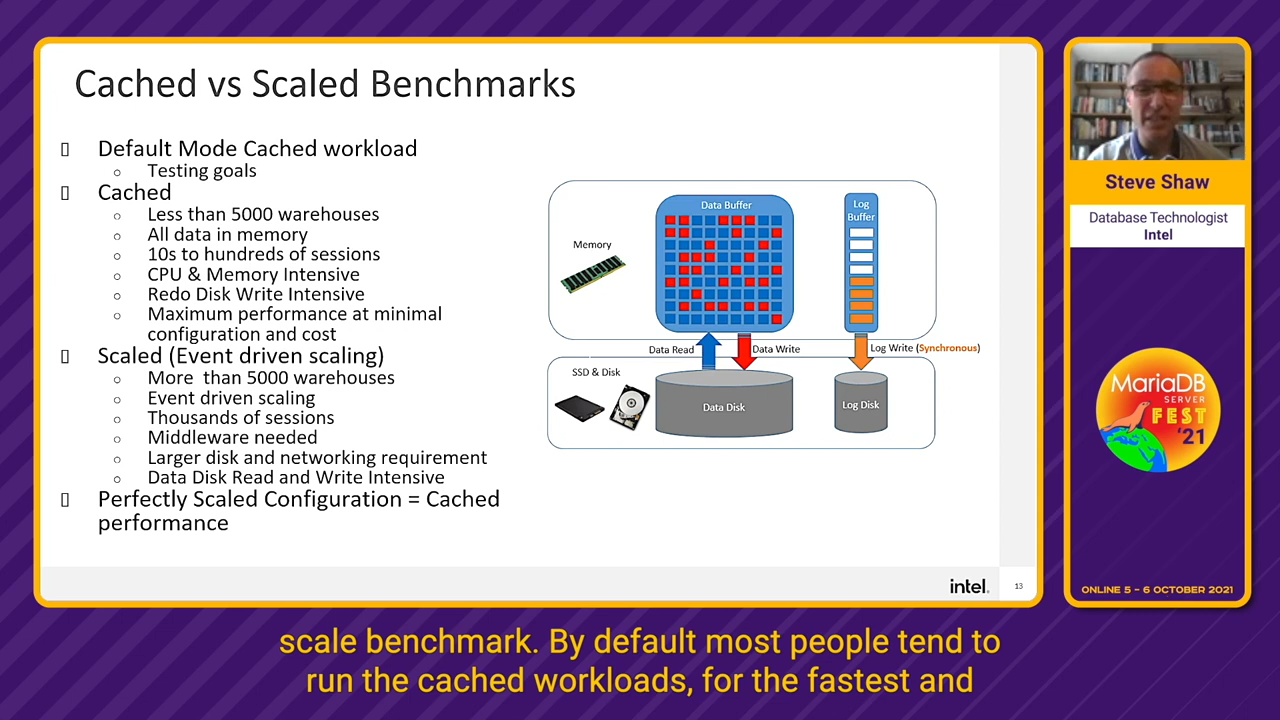 Cached vs Scaled Benchmarks
Default Mode Cached workload
Testing goals
Cached
Less than 5000 warehouses
All data in memory
10s to hundreds of sessions
CPU & Memory Intensive
Redo Disk Write Intensive
Maximum performance at minimal
configuration and cost
Scaled (Event driven scaling)
More than 5000 warehouses
Event driven scaling
Thousands of sessions
Middleware needed
Larger disk and networking requirement
Data Disk Read and Write Intensive
Perfectly Scaled Configuration = Cached
performance
Memory
Data Buffer
Log
Buffer
Data Read
Data Write
Log Write (Synchronous)
SSD & Disk
Data Disk
Log Disk
intel.
13
Steve Shaw
Database Technologist
Intel
MariaDB
SERVER
FEST
'21
ONLINE 5 - 6 OCTOBER 2021
scale benchmark. By default most people tend to
run the cached workloads, for the fastest and